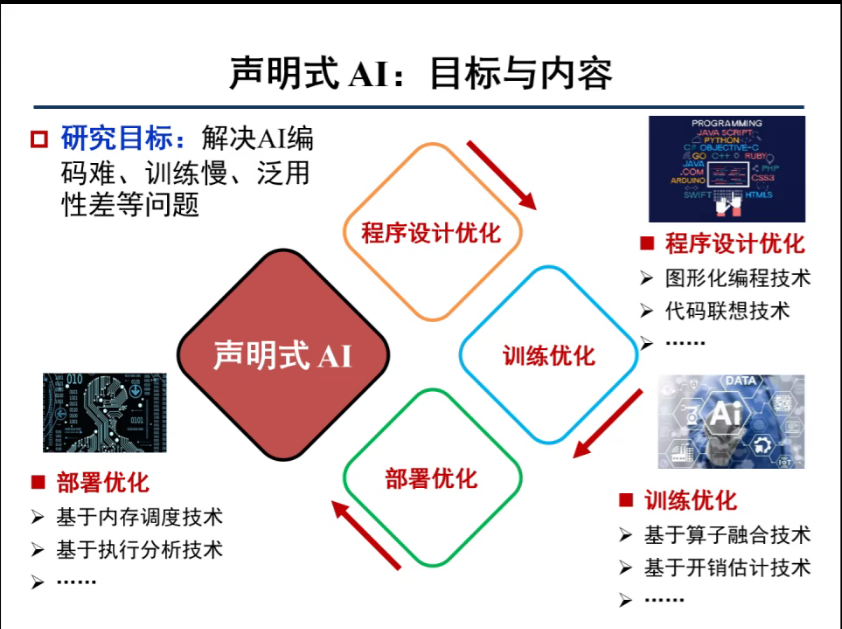 声明式 AI：目标与内容
研究目标：解决AI编
码难、训练慢、泛用
性差等问题
程序设计优化
声明式 AI
训练优化
部署优化
PROGRAMMING
JAVA SCRIPT
PYTHON
C# OBJECTIVE-C
GO C++ RUBY
JAVA
PHP
.COM
CSS3
ARDUINO
SWIFT HTML5
程序设计优化
图形化编程技术
代码联想技术
……
DATA
Ai
IoT
训练优化
基于算子融合技术
基于开销估计技术
……
010
0101
部署优化
基于内存调度技术
基于执行分析技术
……